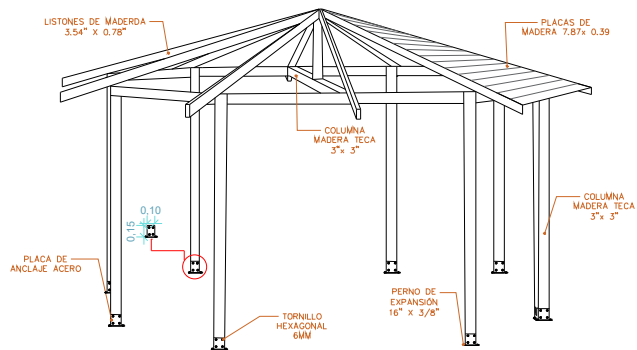 LISTONES DE MADERDA
3.54" X 0.78"
PLACAS DE
MADERA 7.87x 0.39
COLUMNA
MADERA TECA
3"x 3"
COLUMNA
MADERA TECA
3"x 3"
0,10
0,15
PLACA DE
ANCLAJE ACERO
TORNILLO
HEXAGONAL
6MM
PERNO DE
EXPANSIÓN
16" X 3/8"